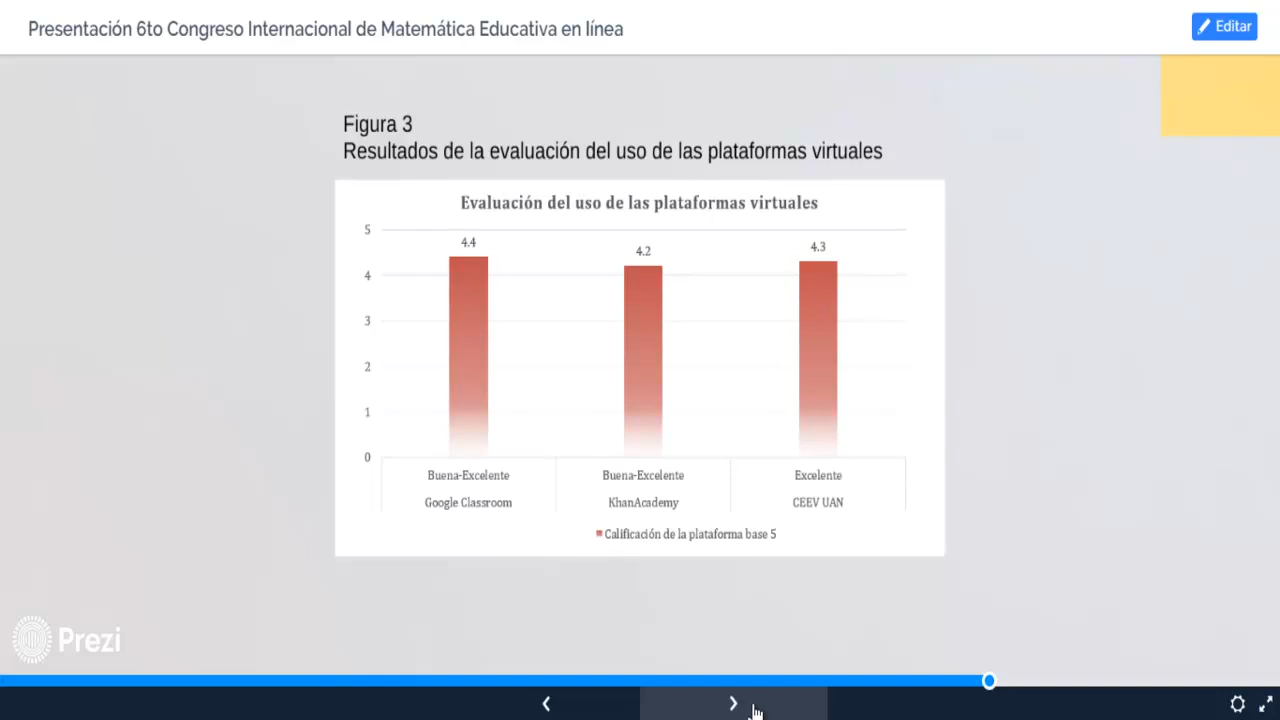 Presentación 6to Congreso Internacional de Matemática Educativa en línea
Editar
Figura 3
Resultados de la evaluación del uso de las plataformas virtuales
Evaluación del uso de las plataformas virtuales
5
4.4
4.2
4.3
4
3
2
1
0
Buena-Excelente
Buena-Excelente
Excelente
Google Classroom
KhanAcademy
CEEV UAN
Calificación de la plataforma base 5
Prezi